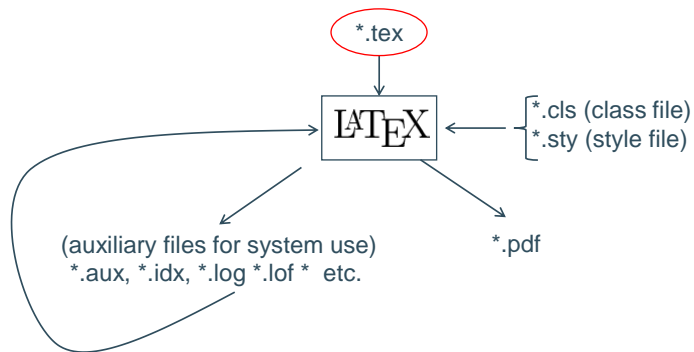 *.tex
LATEX
*.cls (class file)
*.sty (style file)
(auxiliary files for system use)
*.aux, *.idx, *.log *.lof * etc.
*.pdf